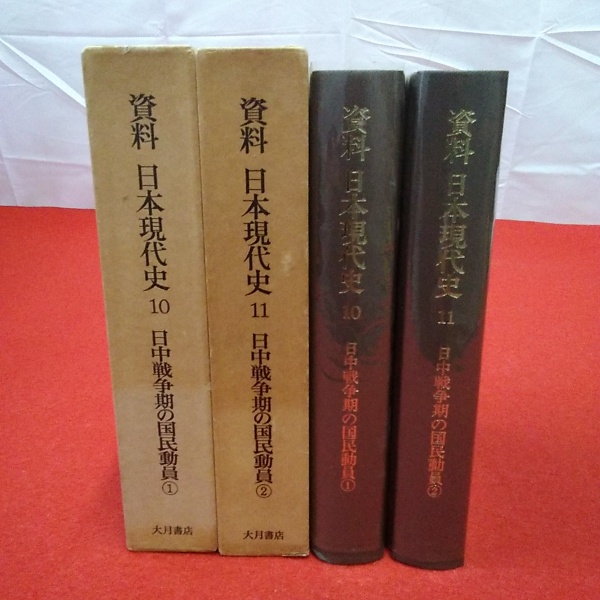 資料 日本現代史 10 日中戦争期の国民動員①
大月書店
資料 日本現代史 11 日中戦争期の国民動員②
大月書店
資料 日本現代史 10 日中戦争期の国民動員①
資料 日本現代史 11 日中戦争期の国民動員②